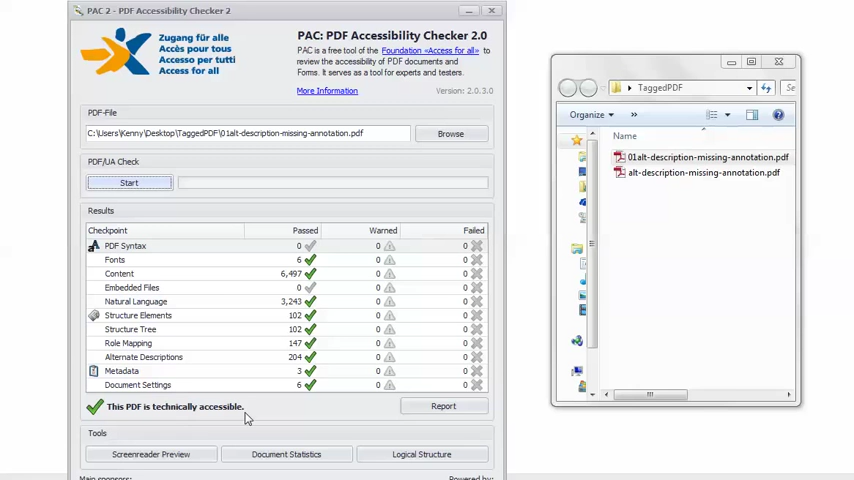 PAC 2 - PDF Accessibility Checker 2
Zugang für alle
Accès pour tous
Accesso per tutti
Access for all
PAC: PDF Accessibility Checker 2.0
PAC is a free tool of the Foundation «Access for all» to
review the accessibility of PDF documents and
Forms. It serves as a tool for experts and testers.
More Information
Version: 2.0.3.0
PDF-File
C:\Users\Kenny\Desktop\TaggedPDF\01alt-description-missing-annotation.pdf
Browse
PDF/UA Check
Start
Results
Checkpoint Passed Warned Failed
PDF Syntax 0 0 0
Fonts 6 0 0
Content 6,497 0 0
Embedded Files 0 0 0
Natural Language 3,243 0 0
Structure Elements 102 0 0
Structure Tree 102 0 0
Role Mapping 147 0 0
Alternate Descriptions 204 0 0
Metadata 3 0 0
Document Settings 6 0 0
This PDF is technically accessible.
Report
Tools
Screenreader Preview Document Statistics Logical Structure
Main sponsors: Powered by:
TaggedPDF
Se
Organize »
Name
01alt-description-missing-annotation.pdf
alt-description-missing-annotation.pdf